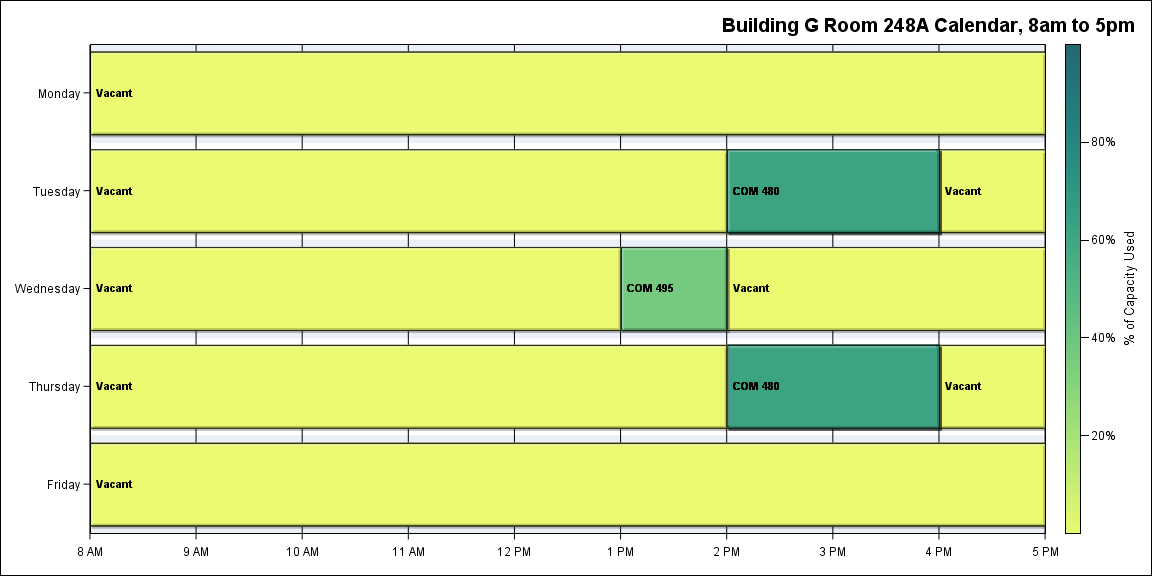 Building G Room 248A Calendar, 8am to 5pm
Monday
Vacant
Tuesday
Vacant
COM 480
Vacant
Wednesday
Vacant
COM 495
Vacant
Thursday
Vacant
COM 480
Vacant
Friday
Vacant
8 AM
9 AM
10 AM
11 AM
12 PM
1 PM
2 PM
3 PM
4 PM
5 PM
80%
60%
40%
20%
% of Capacity Used